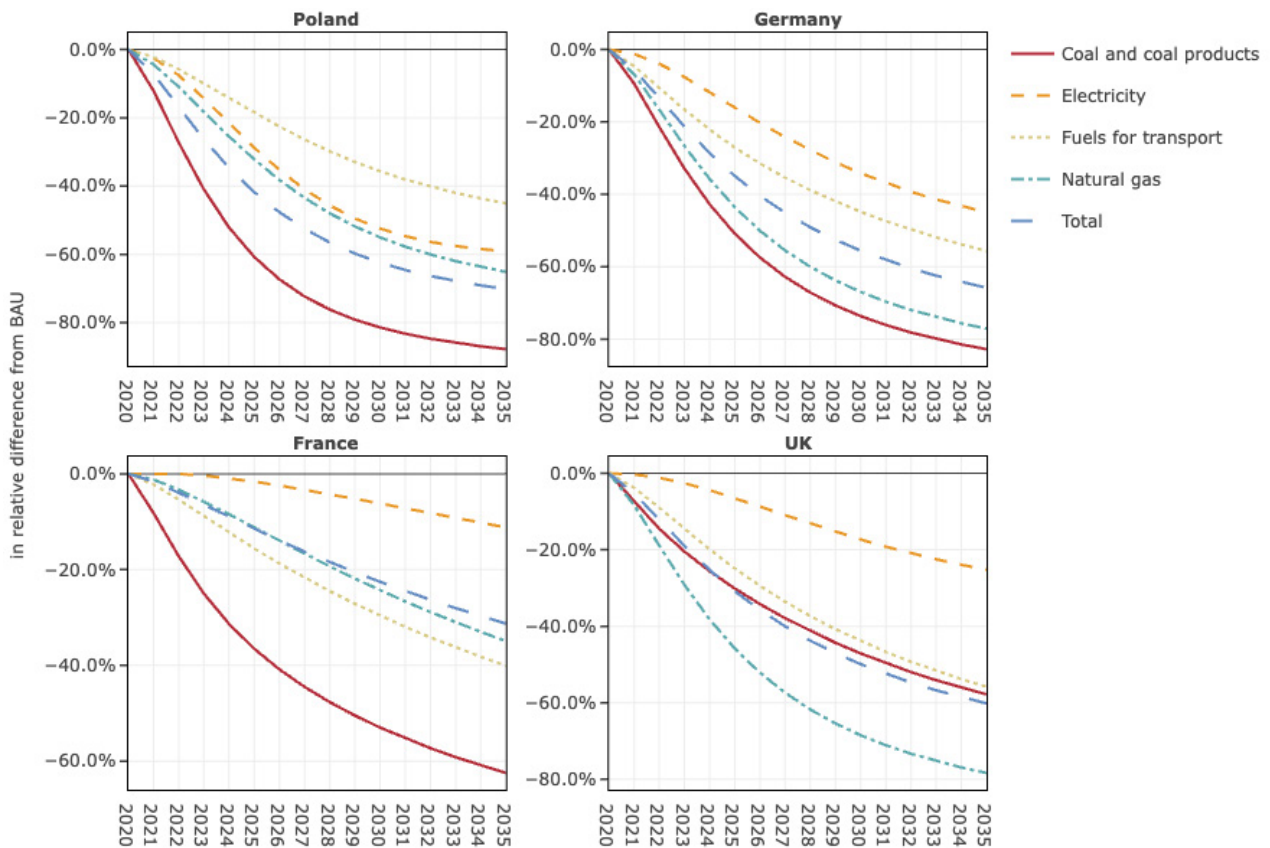 Poland
Germany
0.0%
−20.0%
−40.0%
−60.0%
−80.0%
2020 2021 2022 2023 2024 2025 2026 2027 2028 2029 2030 2031 2032 2033 2034 2035
0.0%
−20.0%
−40.0%
−60.0%
−80.0%
2020 2021 2022 2023 2024 2025 2026 2027 2028 2029 2030 2031 2032 2033 2034 2035
Coal and coal products
Electricity
Fuels for transport
Natural gas
Total
in relative difference from BAU
France
UK
0.0%
−20.0%
−40.0%
−60.0%
2020 2021 2022 2023 2024 2025 2026 2027 2028 2029 2030 2031 2032 2033 2034 2035
0.0%
−20.0%
−40.0%
−60.0%
−80.0%
2020 2021 2022 2023 2024 2025 2026 2027 2028 2029 2030 2031 2032 2033 2034 2035